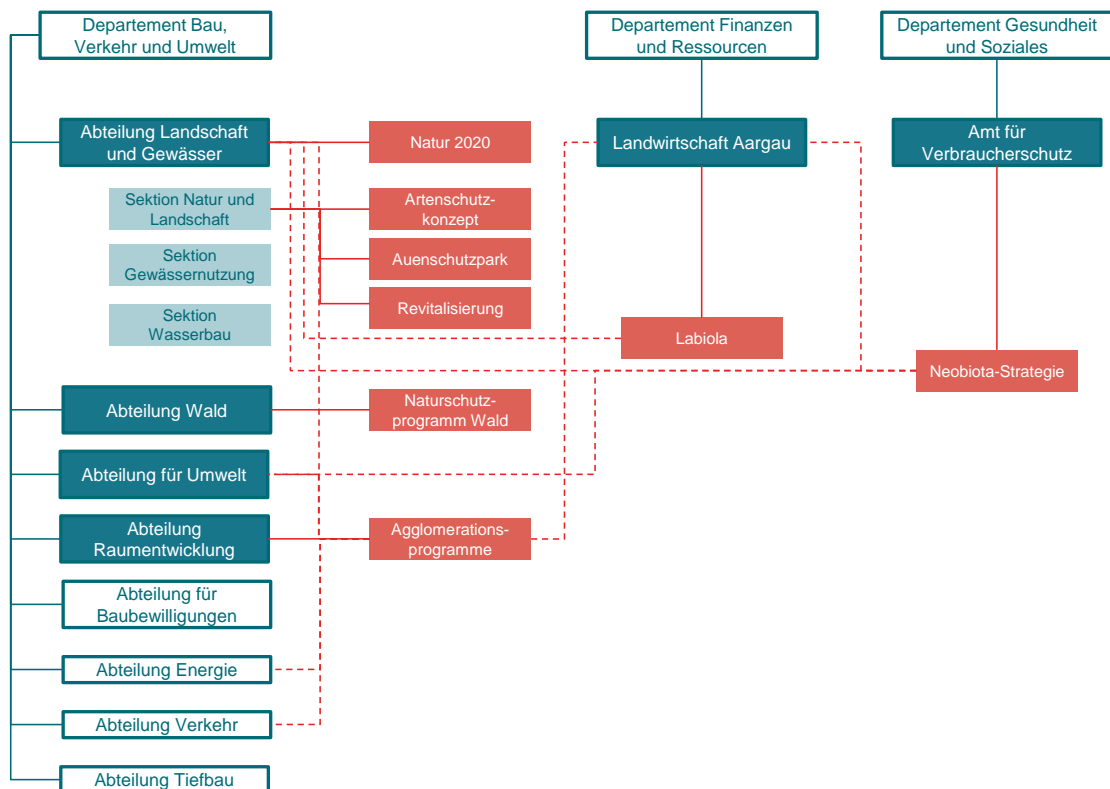 Departement Bau,
Verkehr und Umwelt
Departement Finanzen
und Ressourcen
Departement Gesundheit
und Soziales
Abteilung Landschaft
und Gewässer
Natur 2020
Landwirtschaft Aargau
Amt für
Verbraucherschutz
Sektion Natur und
Landschaft
Artenschutz-
konzept
Sektion
Gewässernutzung
Auenschutzpark
Sektion
Wasserbau
Revitalisierung
Labiola
Neobiota-Strategie
Abteilung Wald
Naturschutz-
programm Wald
Abteilung für Umwelt
Abteilung
Raumentwicklung
Agglomerations-
programme
Abteilung für
Baubewilligungen
Abteilung Energie
Abteilung Verkehr
Abteilung Tiefbau